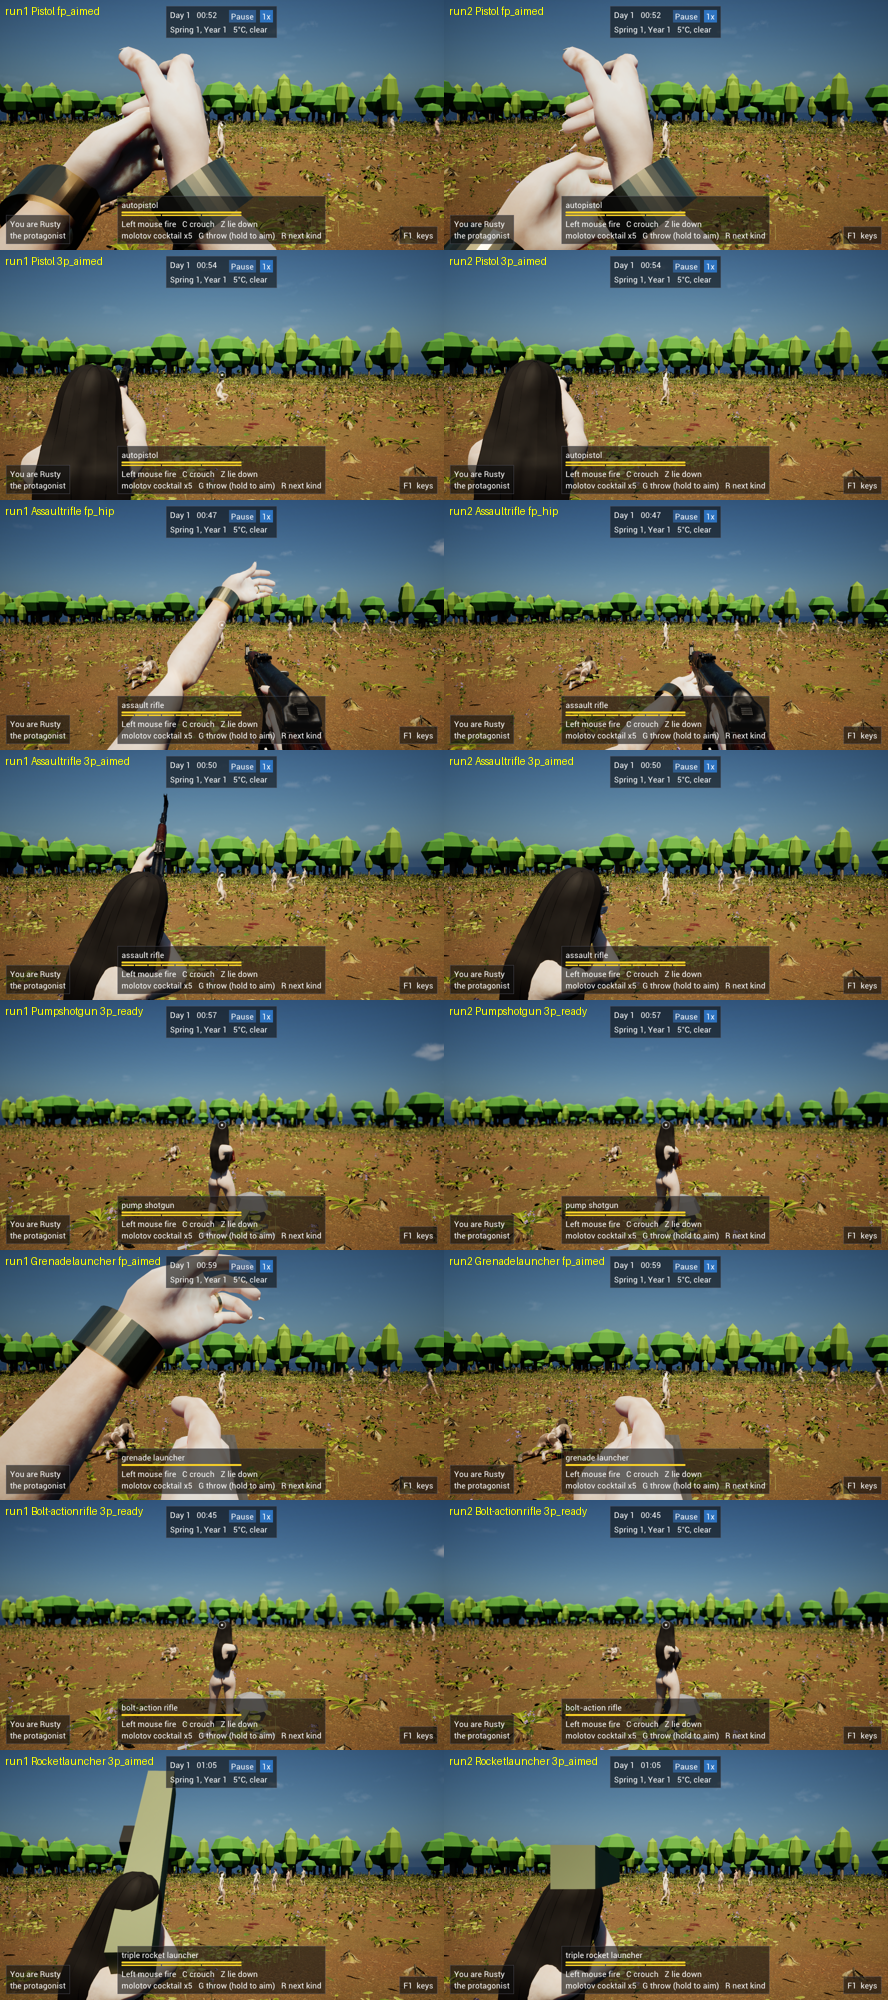 run1 Pistol fp_aimed
Day 1 00:52 Pause 1x
Spring 1, Year 1 5°C, clear
autopistol
You are Rusty
the protagonist
Left mouse fire C crouch Z lie down
molotov cocktail x5 G throw (hold to aim) R next kind
F1 keys
run2 Pistol fp_aimed
Day 1 00:52 Pause 1x
Spring 1, Year 1 5°C, clear
autopistol
You are Rusty
the protagonist
Left mouse fire C crouch Z lie down
molotov cocktail x5 G throw (hold to aim) R next kind
F1 keys
run1 Pistol 3p_aimed
Day 1 00:54 Pause 1x
Spring 1, Year 1 5°C, clear
autopistol
You are Rusty
the protagonist
Left mouse fire C crouch Z lie down
molotov cocktail x5 G throw (hold to aim) R next kind
F1 keys
run2 Pistol 3p_aimed
Day 1 00:54 Pause 1x
Spring 1, Year 1 5°C, clear
autopistol
You are Rusty
the protagonist
Left mouse fire C crouch Z lie down
molotov cocktail x5 G throw (hold to aim) R next kind
F1 keys
run1 Assaultrifle fp_hip
Day 1 00:47 Pause 1x
Spring 1, Year 1 5°C, clear
assault rifle
You are Rusty
the protagonist
Left mouse fire C crouch Z lie down
molotov cocktail x5 G throw (hold to aim) R next kind
F1 keys
run2 Assaultrifle fp_hip
Day 1 00:47 Pause 1x
Spring 1, Year 1 5°C, clear
assault rifle
You are Rusty
the protagonist
Left mouse fire C crouch Z lie down
molotov cocktail x5 G throw (hold to aim) R next kind
F1 keys
run1 Assaultrifle 3p_aimed
Day 1 00:50 Pause 1x
Spring 1, Year 1 5°C, clear
assault rifle
You are Rusty
the protagonist
Left mouse fire C crouch Z lie down
molotov cocktail x5 G throw (hold to aim) R next kind
F1 keys
run2 Assaultrifle 3p_aimed
Day 1 00:50 Pause 1x
Spring 1, Year 1 5°C, clear
assault rifle
You are Rusty
the protagonist
Left mouse fire C crouch Z lie down
molotov cocktail x5 G throw (hold to aim) R next kind
F1 keys
run1 Pumpshotgun 3p_ready
Day 1 00:57 Pause 1x
Spring 1, Year 1 5°C, clear
pump shotgun
You are Rusty
the protagonist
Left mouse fire C crouch Z lie down
molotov cocktail x5 G throw (hold to aim) R next kind
F1 keys
run2 Pumpshotgun 3p_ready
Day 1 00:57 Pause 1x
Spring 1, Year 1 5°C, clear
pump shotgun
You are Rusty
the protagonist
Left mouse fire C crouch Z lie down
molotov cocktail x5 G throw (hold to aim) R next kind
F1 keys
run1 Grenadelauncher fp_aimed
Day 1 00:59 Pause 1x
Spring 1, Year 1 5°C, clear
grenade launcher
You are Rusty
the protagonist
Left mouse fire C crouch Z lie down
molotov cocktail x5 G throw (hold to aim) R next kind
F1 keys
run2 Grenadelauncher fp_aimed
Day 1 00:59 Pause 1x
Spring 1, Year 1 5°C, clear
grenade launcher
You are Rusty
the protagonist
Left mouse fire C crouch Z lie down
molotov cocktail x5 G throw (hold to aim) R next kind
F1 keys
run1 Bolt-actionrifle 3p_ready
Day 1 00:45 Pause 1x
Spring 1, Year 1 5°C, clear
bolt-action rifle
You are Rusty
the protagonist
Left mouse fire C crouch Z lie down
molotov cocktail x5 G throw (hold to aim) R next kind
F1 keys
run2 Bolt-actionrifle 3p_ready
Day 1 00:45 Pause 1x
Spring 1, Year 1 5°C, clear
bolt-action rifle
You are Rusty
the protagonist
Left mouse fire C crouch Z lie down
molotov cocktail x5 G throw (hold to aim) R next kind
F1 keys
run1 Rocketlauncher 3p_aimed
Day 1 01:05 Pause 1x
Spring 1, Year 1 5°C, clear
triple rocket launcher
You are Rusty
the protagonist
Left mouse fire C crouch Z lie down
molotov cocktail x5 G throw (hold to aim) R next kind
F1 keys
run2 Rocketlauncher 3p_aimed
Day 1 01:05 Pause 1x
Spring 1, Year 1 5°C, clear
triple rocket launcher
You are Rusty
the protagonist
Left mouse fire C crouch Z lie down
molotov cocktail x5 G throw (hold to aim) R next kind
F1 keys